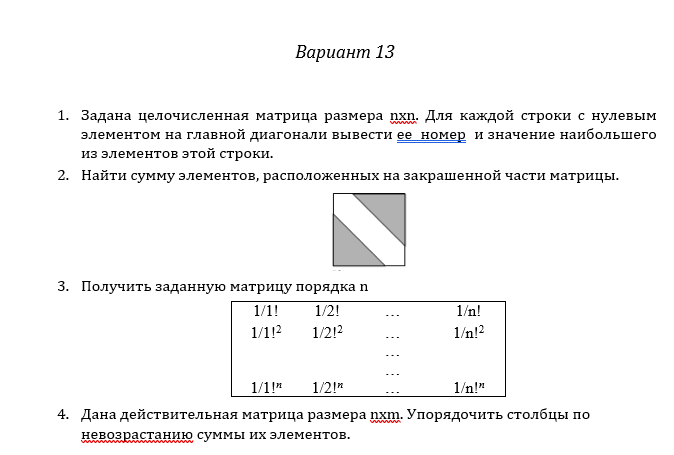 Вариант 13
1. Задана целочисленная матрица размера nxn. Для каждой строки с нулевым
элементом на главной диагонали вывести ее номер и значение наибольшего
из элементов этой строки.
2. Найти сумму элементов, расположенных на закрашенной части матрицы.
3. Получить заданную матрицу порядка n
1/1! 1/2! ... 1/n!
1/1!² 1/2!² ... 1/n!²
...
...
1/1!ⁿ 1/2!ⁿ ... 1/n!ⁿ
4. Дана действительная матрица размера nxm. Упорядочить столбцы по
невозрастанию суммы их элементов.